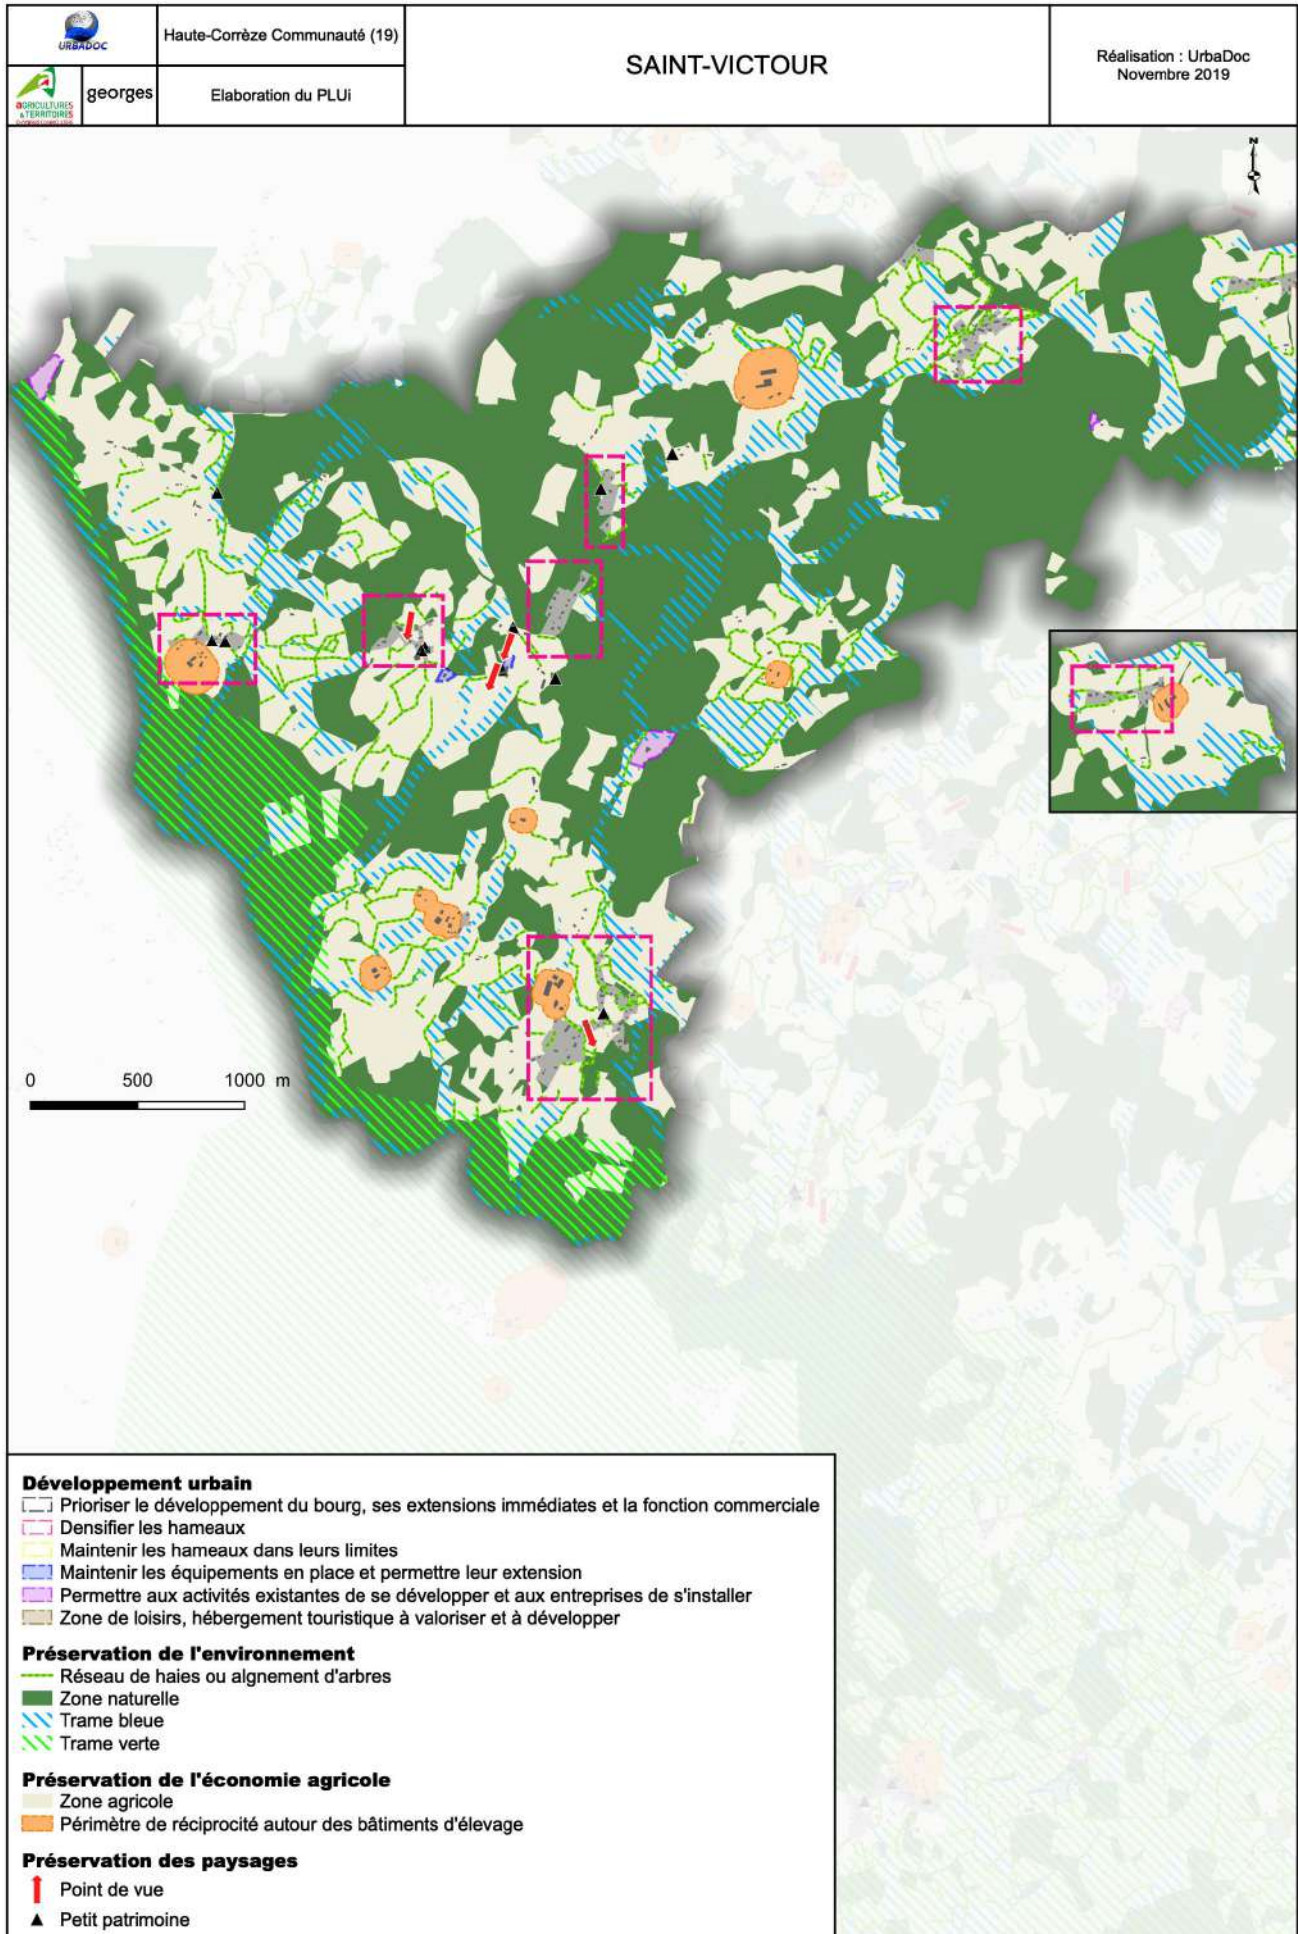 URBADOC
Haute-Corrèze Communauté (19)
SAINT-VICTOUR
Réalisation : UrbaDoc
Novembre 2019
AGRICULTURES
& TERRITOIRES
georges
Elaboration du PLUi
N
0 500 1000 m
Développement urbain
Prioriser le développement du bourg, ses extensions immédiates et la fonction commerciale
Densifier les hameaux
Maintenir les hameaux dans leurs limites
Maintenir les équipements en place et permettre leur extension
Permettre aux activités existantes de se développer et aux entreprises de s'installer
Zone de loisirs, hébergement touristique à valoriser et à développer
Préservation de l'environnement
Réseau de haies ou algnement d'arbres
Zone naturelle
Trame bleue
Trame verte
Préservation de l'économie agricole
Zone agricole
Périmètre de réciprocité autour des bâtiments d'élevage
Préservation des paysages
Point de vue
Petit patrimoine